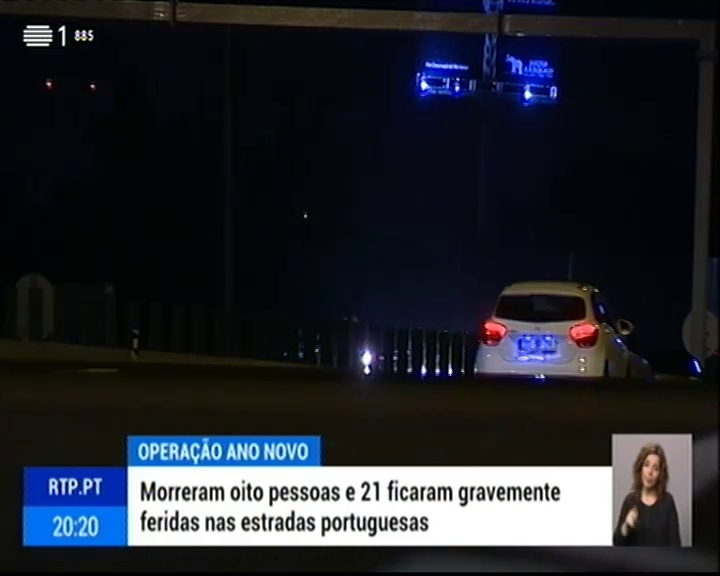 1 885
OPERAÇÃO ANO NOVO
RTP.PT
Morreram oito pessoas e 21 ficaram gravemente
feridas nas estradas portuguesas
20:20